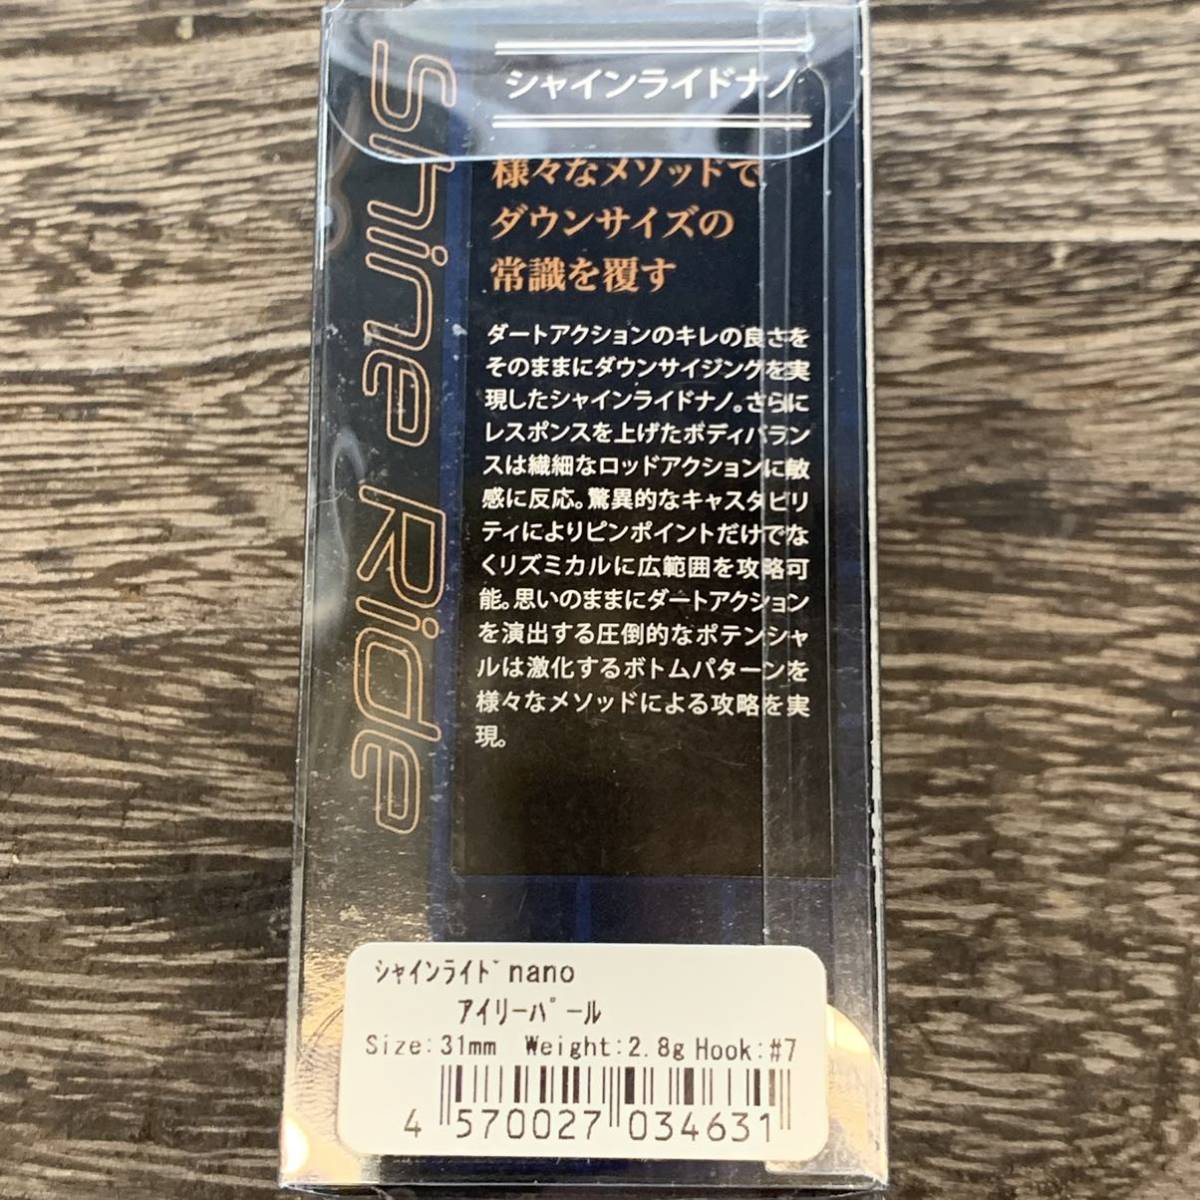 Shine Ride
シャインライドナノ
様々なメソッドで
ダウンサイズの
常識を覆す
ダートアクションのキレの良さを
そのままにダウンサイジングを実
現したシャインライドナノ。さらに
レスポンスを上げたボディバラン
スは繊細なロッドアクションに敏
感に反応。驚異的なキャスタビリ
ティによりピンポイントだけでな
くリズミカルに広範囲を攻略可
能。思いのままにダートアクション
を演出する圧倒的なポテンシャ
ルは激化するボトムパターンを
様々なメソッドによる攻略を実
現。
ｼｬｲﾝﾗｲﾄﾞnano
ｱｲﾘｰﾊﾟｰﾙ
Size:31mm Weight:2.8g Hook:#7
4 570027 034631